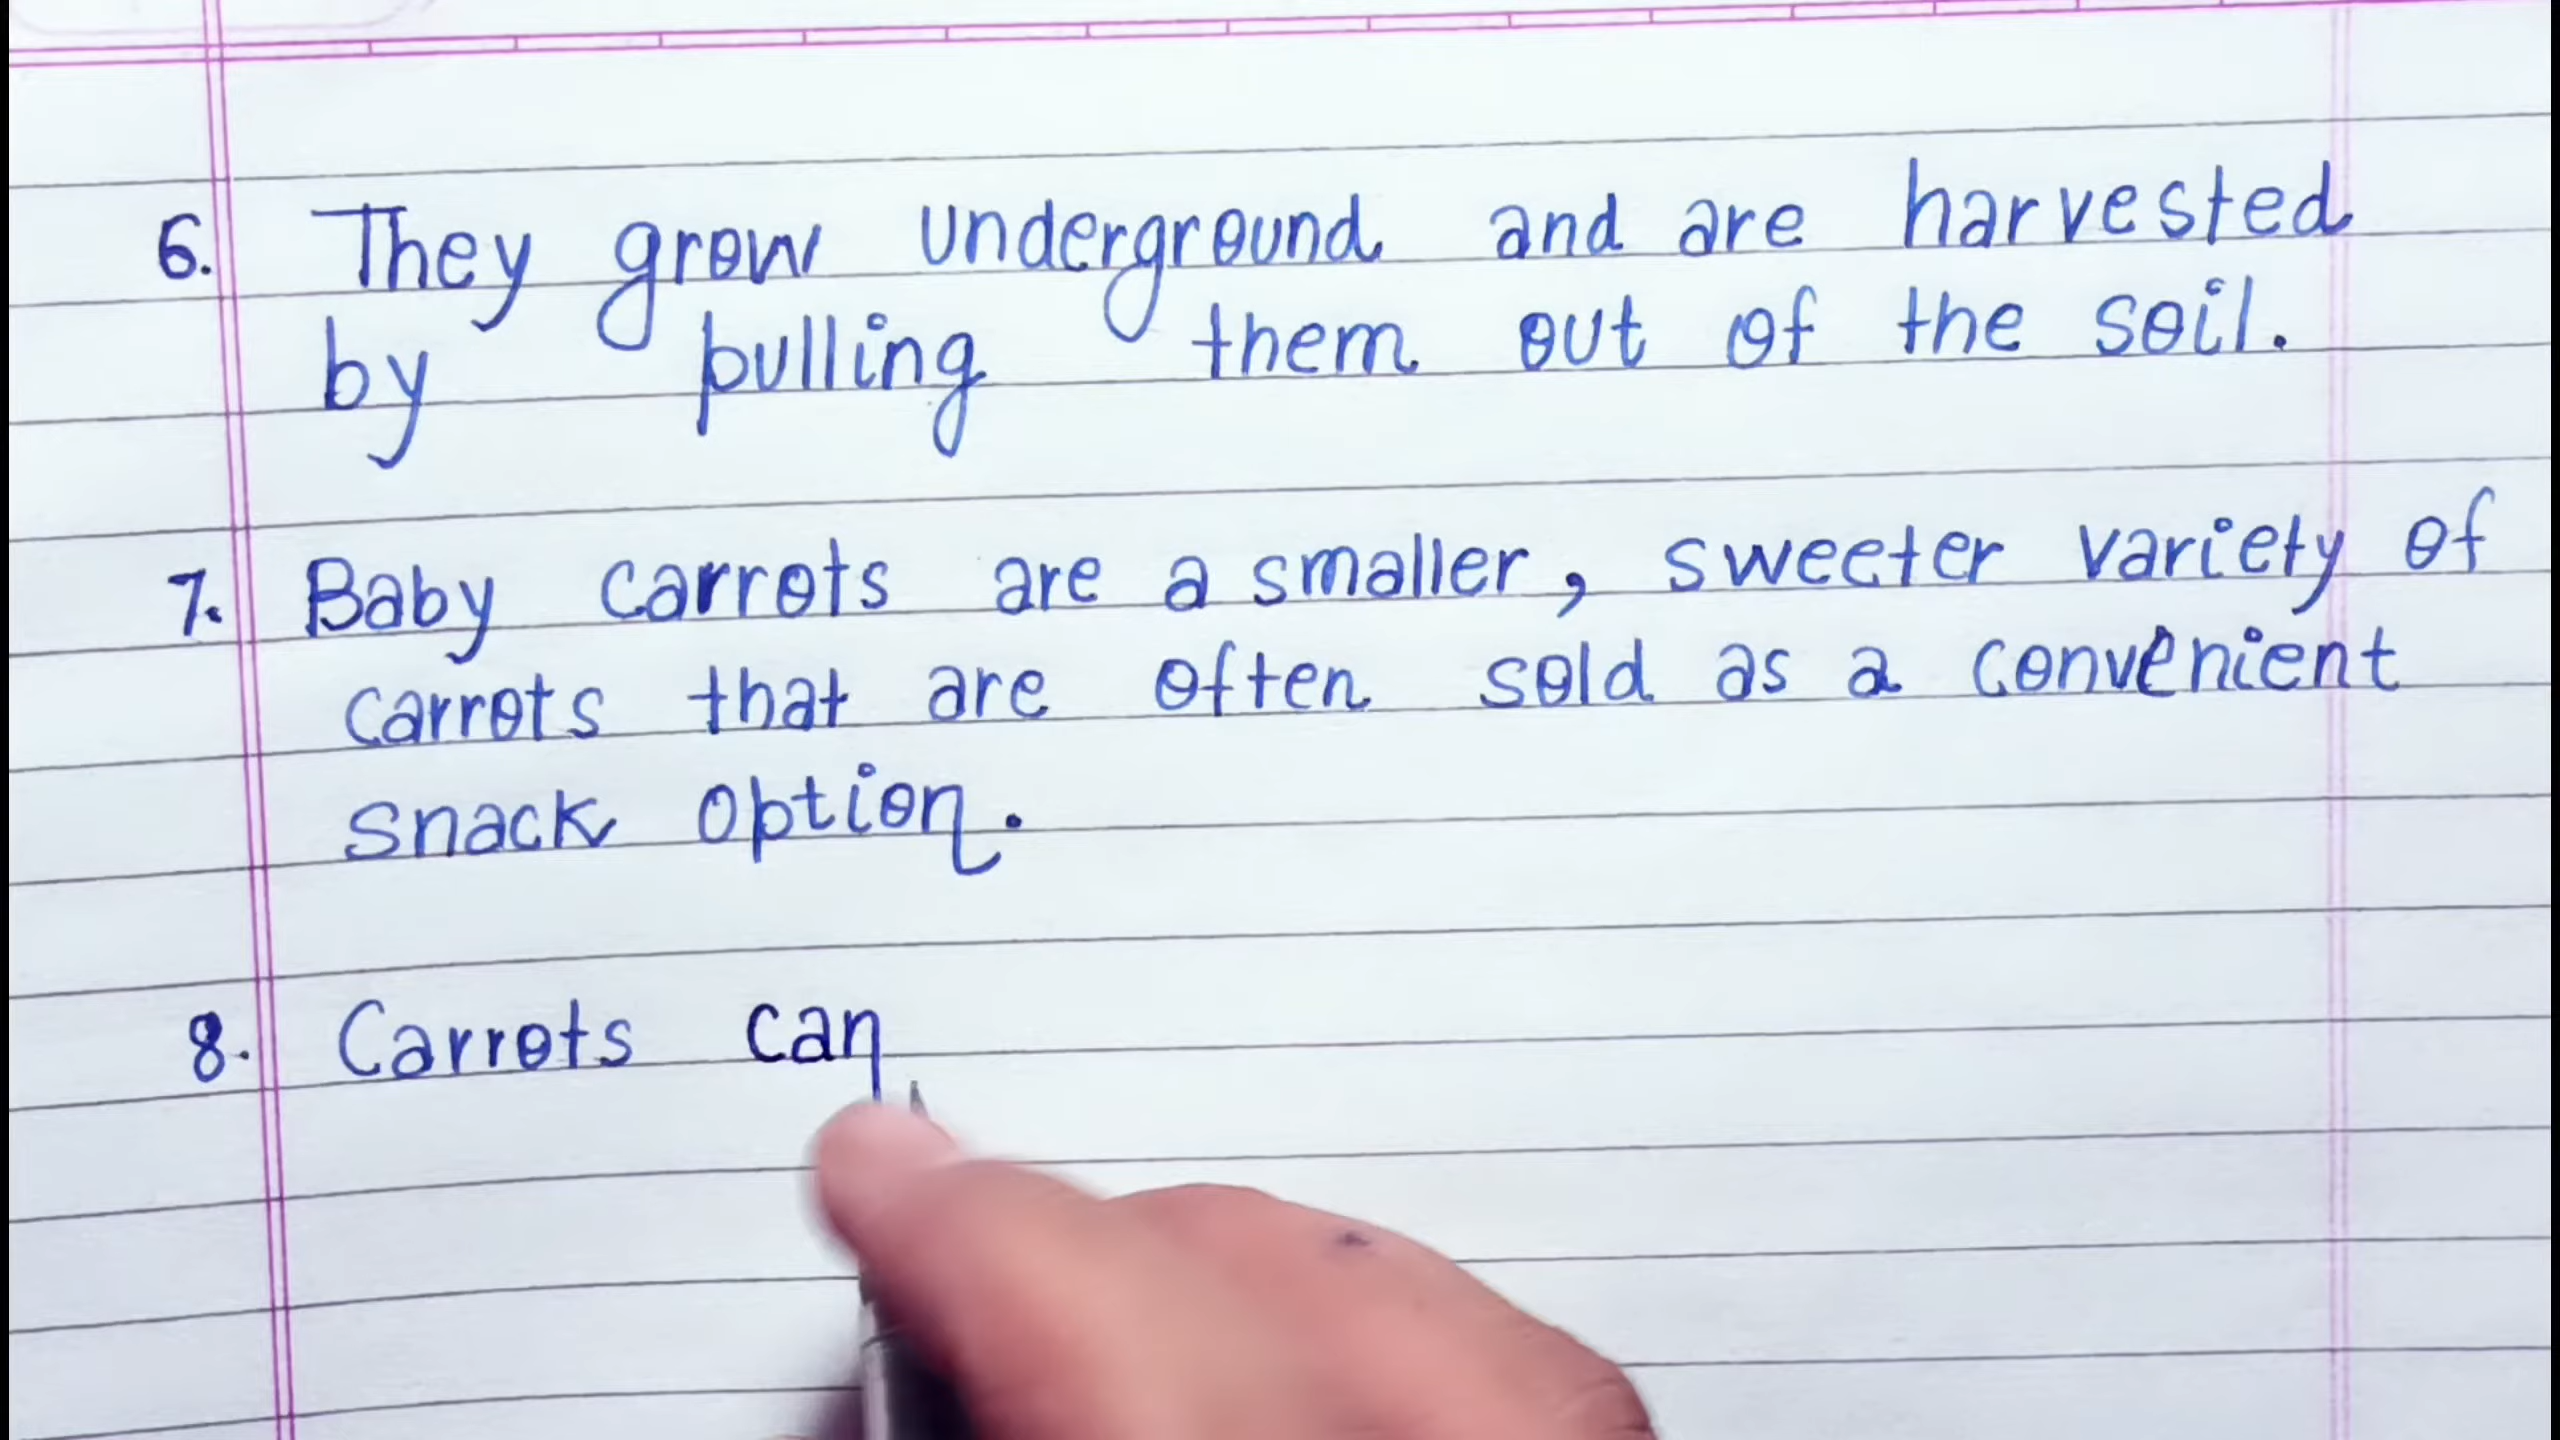 6. They grow underground and are harvested
by pulling them out of the soil.
7. Baby carrots are a smaller, sweeter variety of
carrots that are often sold as a convenient
snack option.
8. Carrots can